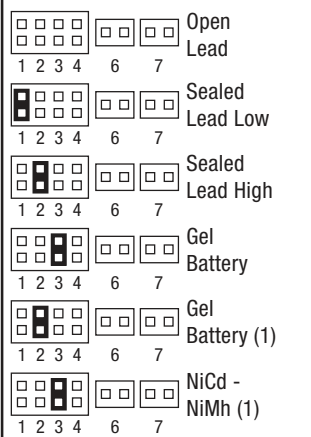 Open
Lead
1 2 3 4 6 7
Sealed
Lead Low
1 2 3 4 6 7
Sealed
Lead High
1 2 3 4 6 7
Gel
Battery
1 2 3 4 6 7
Gel
Battery (1)
1 2 3 4 6 7
NiCd -
NiMh (1)
1 2 3 4 6 7